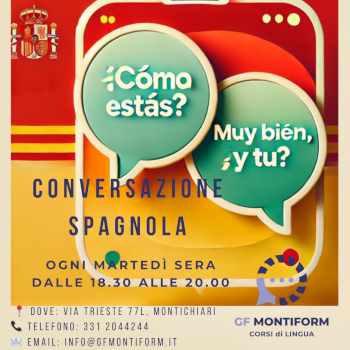 ¡Cómo
estás?
Muy bién,
¿y tu?
CONVERSAZIONE
SPAGNOLA
OGNI MARTEDÌ SERA
DALLE 18.30 ALLE 20.00
DOVE: VIA TRIESTE 77L, MONTICHIARI
TELEFONO: 331 2044244
EMAIL: INFO@GFMONTIFORM.IT
GF MONTIFORM
CORSI di LINGUA